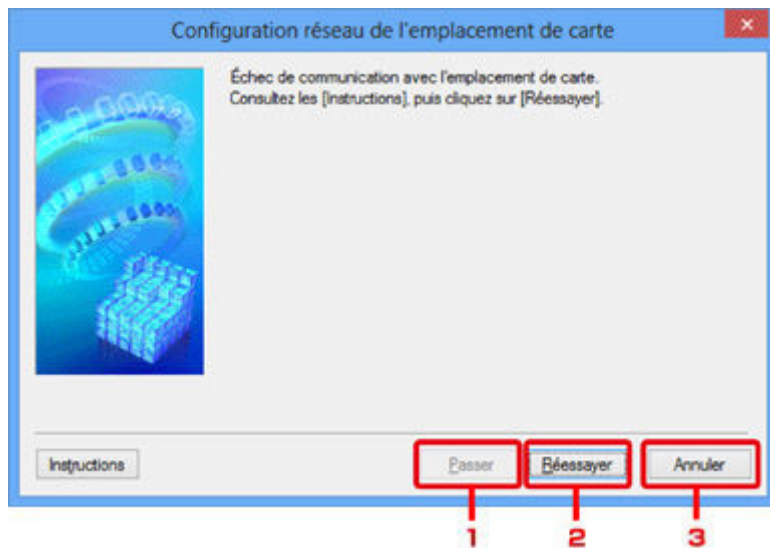 Configuration réseau de l'emplacement de carte
Échec de communication avec l'emplacement de carte.
Consultez les [Instructions], puis cliquez sur [Réessayer].
Instructions
Passer
Réessayer
Annuler
1
2
3